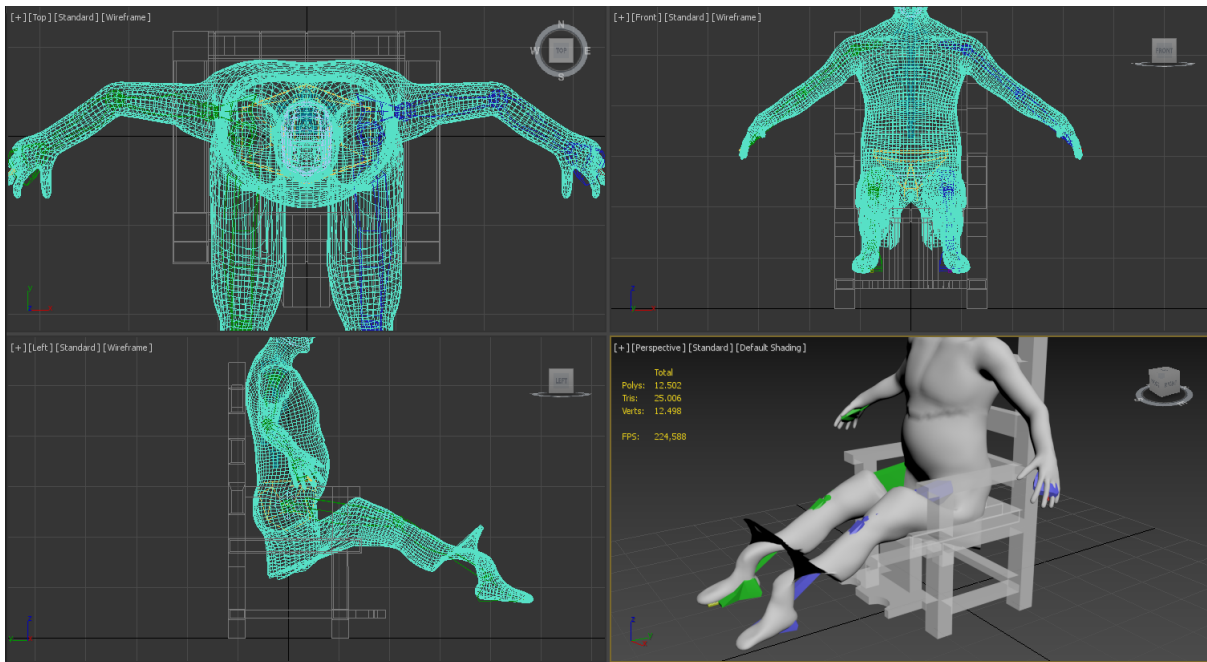 [+] [Top] [Standard] [Wireframe]
N
W TOP E
S
[+] [Front] [Standard] [Wireframe]
FRONT
y
z x
z
x
[+] [Left] [Standard] [Wireframe]
LEFT
z
y
[+] [Perspective] [Standard] [Default Shading]
Total
Polys: 12.502
Tris: 25.006
Verts: 12.498
FPS: 224,588
z
y
x